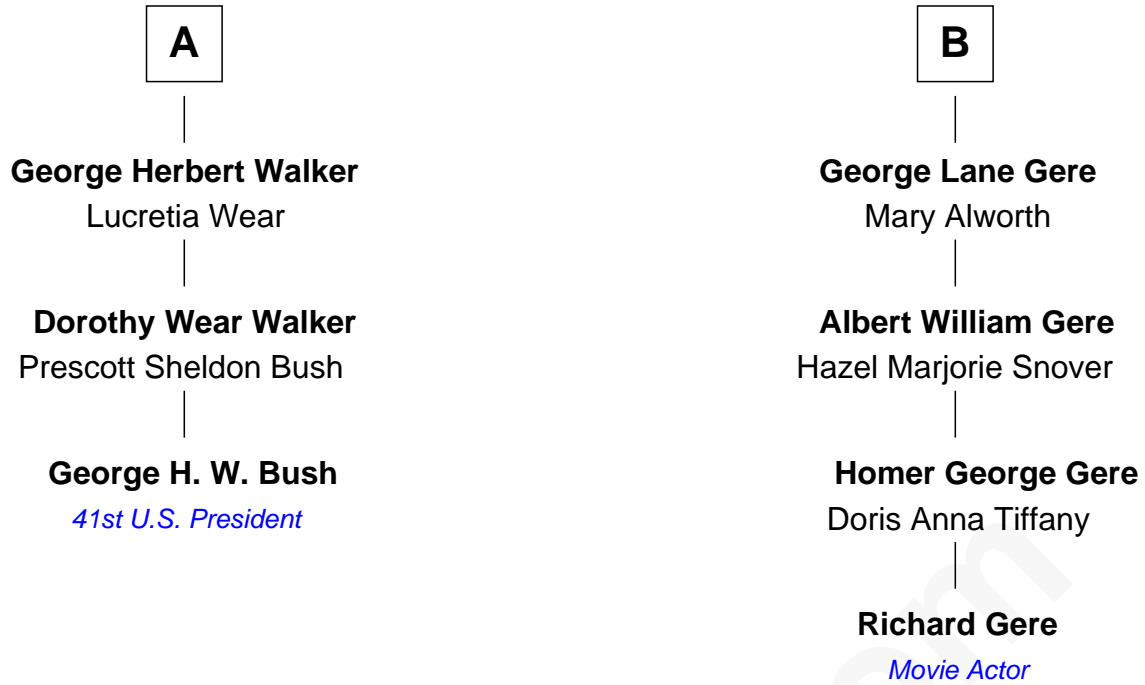 A
George Herbert Walker
Lucretia Wear
Dorothy Wear Walker
Prescott Sheldon Bush
George H. W. Bush
41st U.S. President
B
George Lane Gere
Mary Alworth
Albert William Gere
Hazel Marjorie Snover
Homer George Gere
Doris Anna Tiffany
Richard Gere
Movie Actor